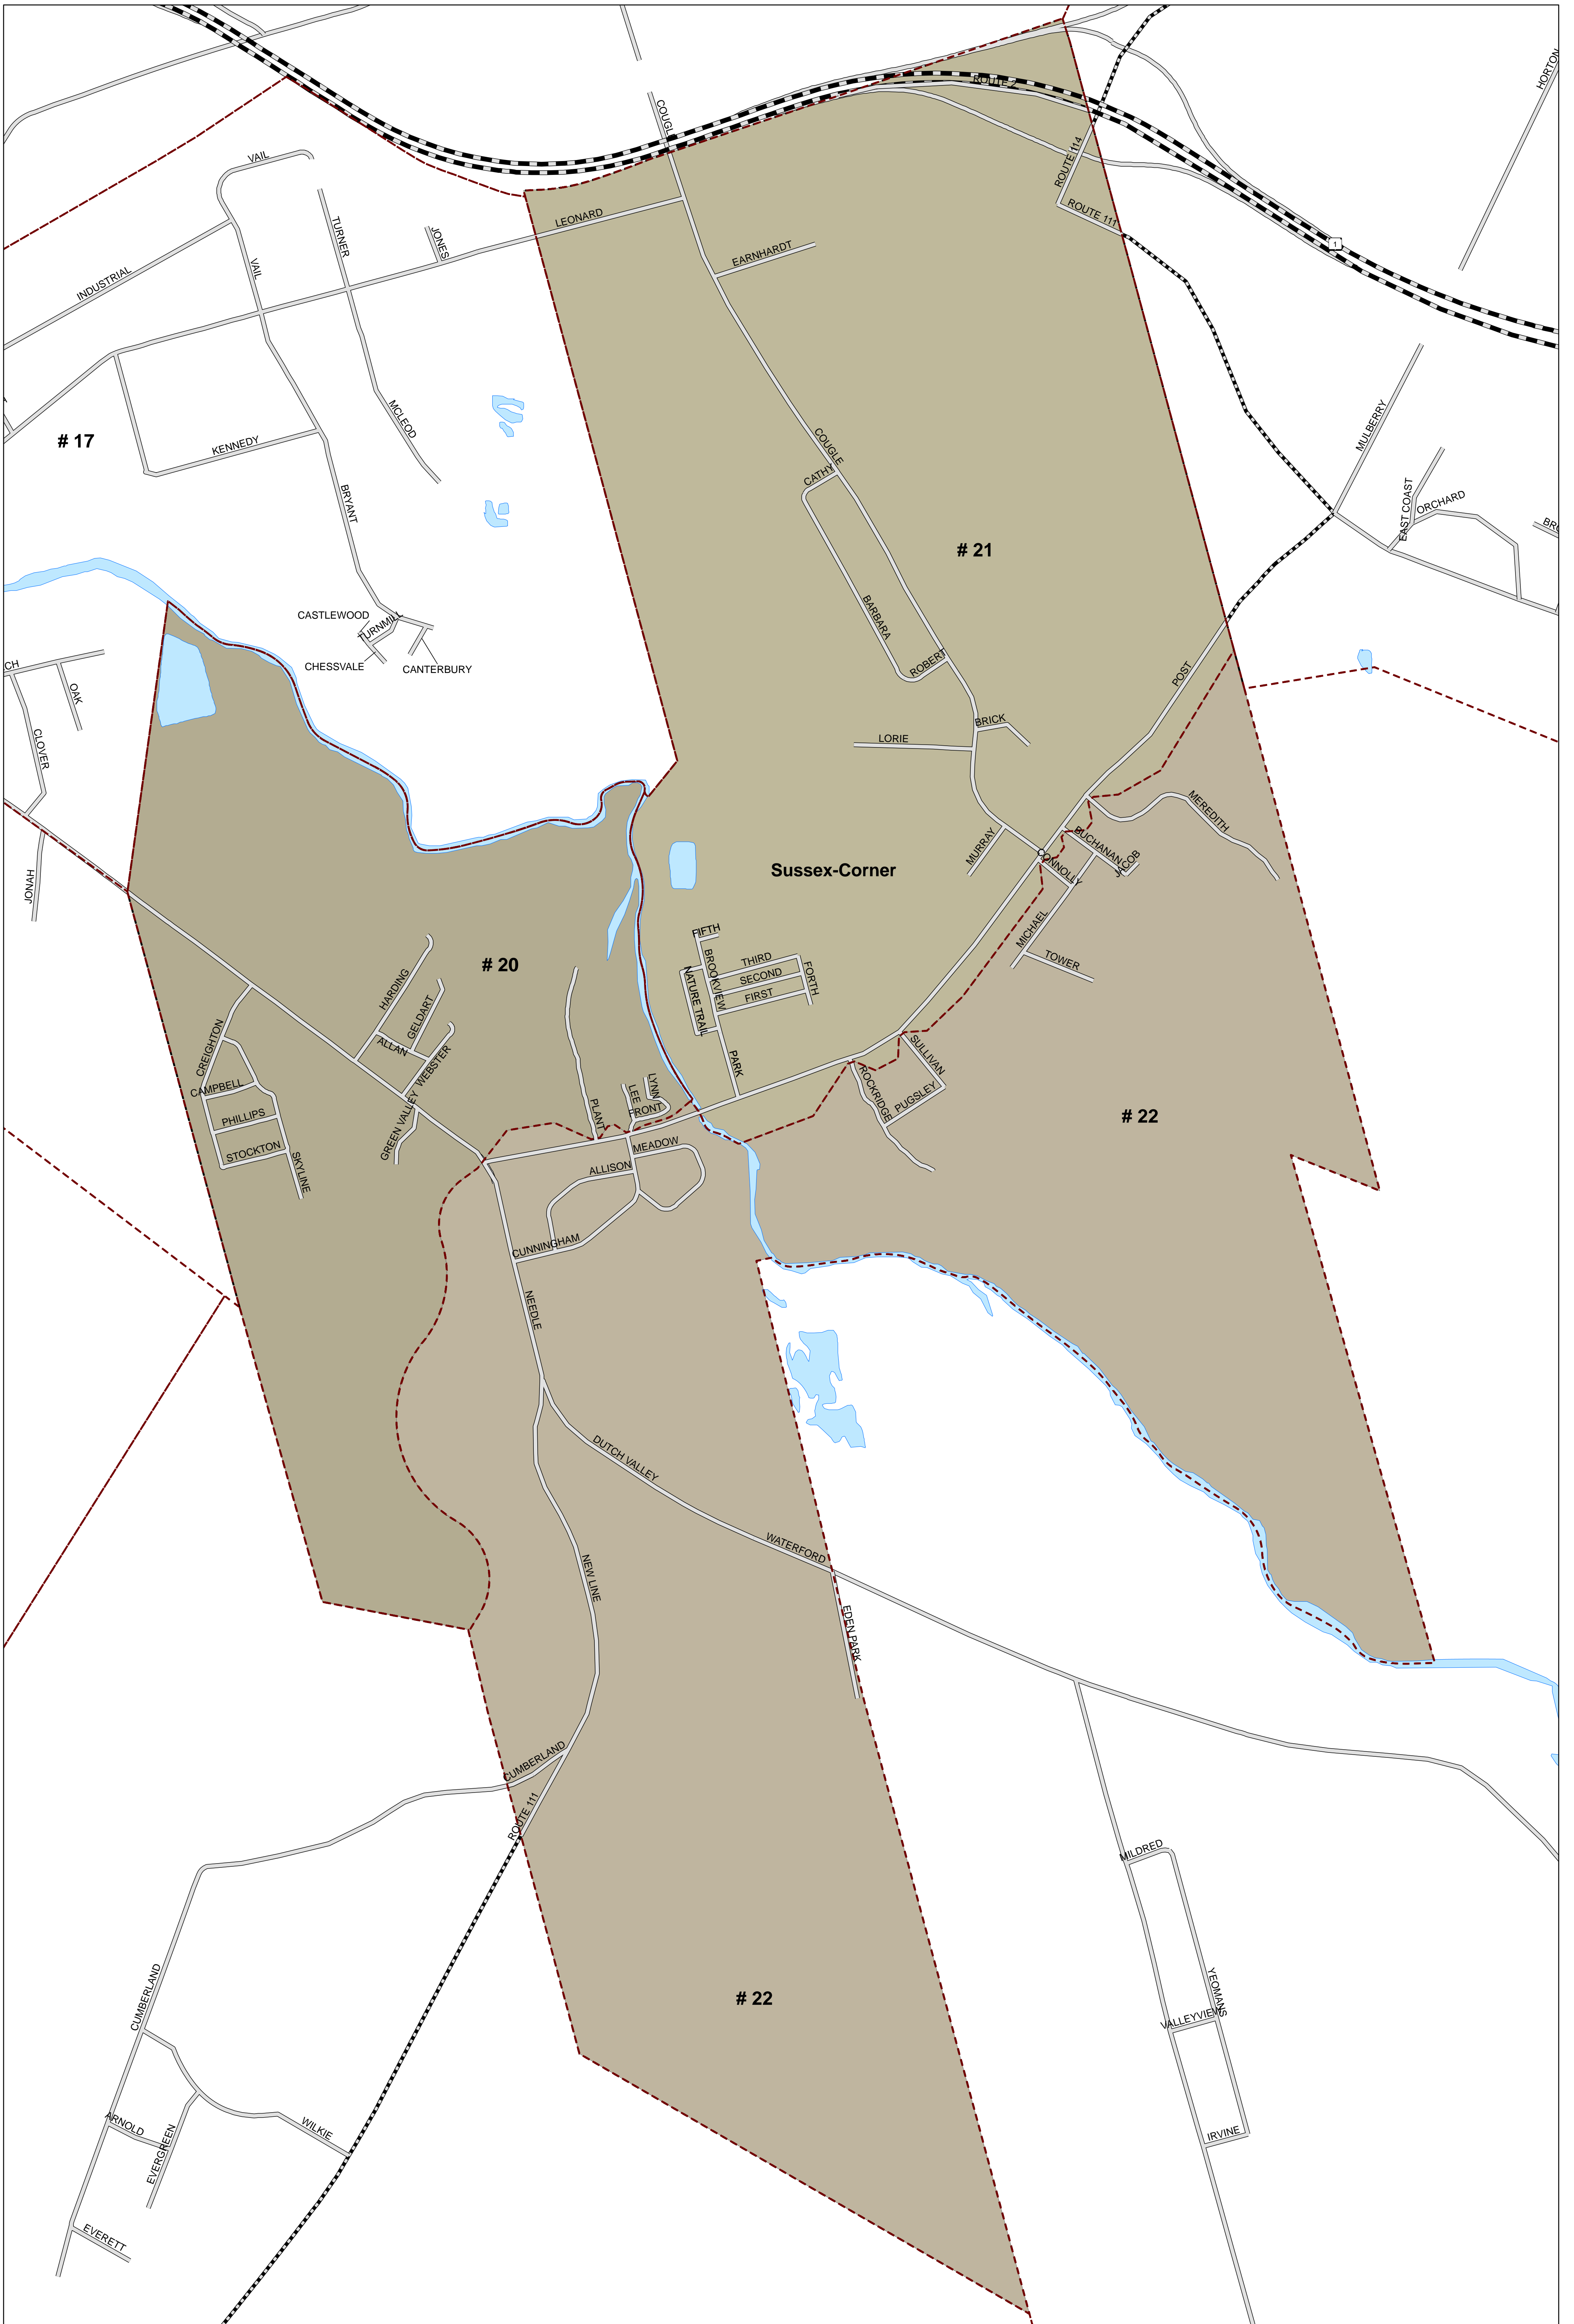 HORTON
ROUTE 2
COUGL
VAIL
ROUTE 114
TURNER
LEONARD
ROUTE 111
JONES
EARNHARDT
1
VAIL
INDUSTRIAL
MCLEOD
MULBERRY
# 17
KENNEDY
COUGLE
CATHY
BRYANT
EAST COAST
ORCHARD
BRO
# 21
CASTLEWOOD
TURNMILL
BARBARA
CHESSVALE
CANTERBURY
ROBERT
CH
OAK
POST
CLOVER
BRICK
LORIE
MEREDITH
MURRAY
BUCHANAN
Sussex-Corner
CONNOLLY
JACOB
JONAH
FIFTH
MICHAEL
THIRD
TOWER
# 20
BROOKVIEW
NATURE TRAIL
SECOND
FORTH
HARDING
FIRST
GELDART
CREIGHTON
ALLAN
SULLIVAN
WEBSTER
PARK
ROCKRIDGE
CAMPBELL
LYNN
LEE
PUGSLEY
PHILLIPS
GREEN VALLEY
PLANT
FRONT
# 22
STOCKTON
SKYLINE
MEADOW
ALLISON
CUNNINGHAM
NEEDLE
DUTCH VALLEY
WATERFORD
NEW LINE
EDEN PARK
CUMBERLAND
ROUTE 111
MILDRED
CUMBERLAND
YEOMANS
# 22
VALLEYVIEW
ARNOLD
WILKIE
EVERGREEN
IRVINE
EVERETT